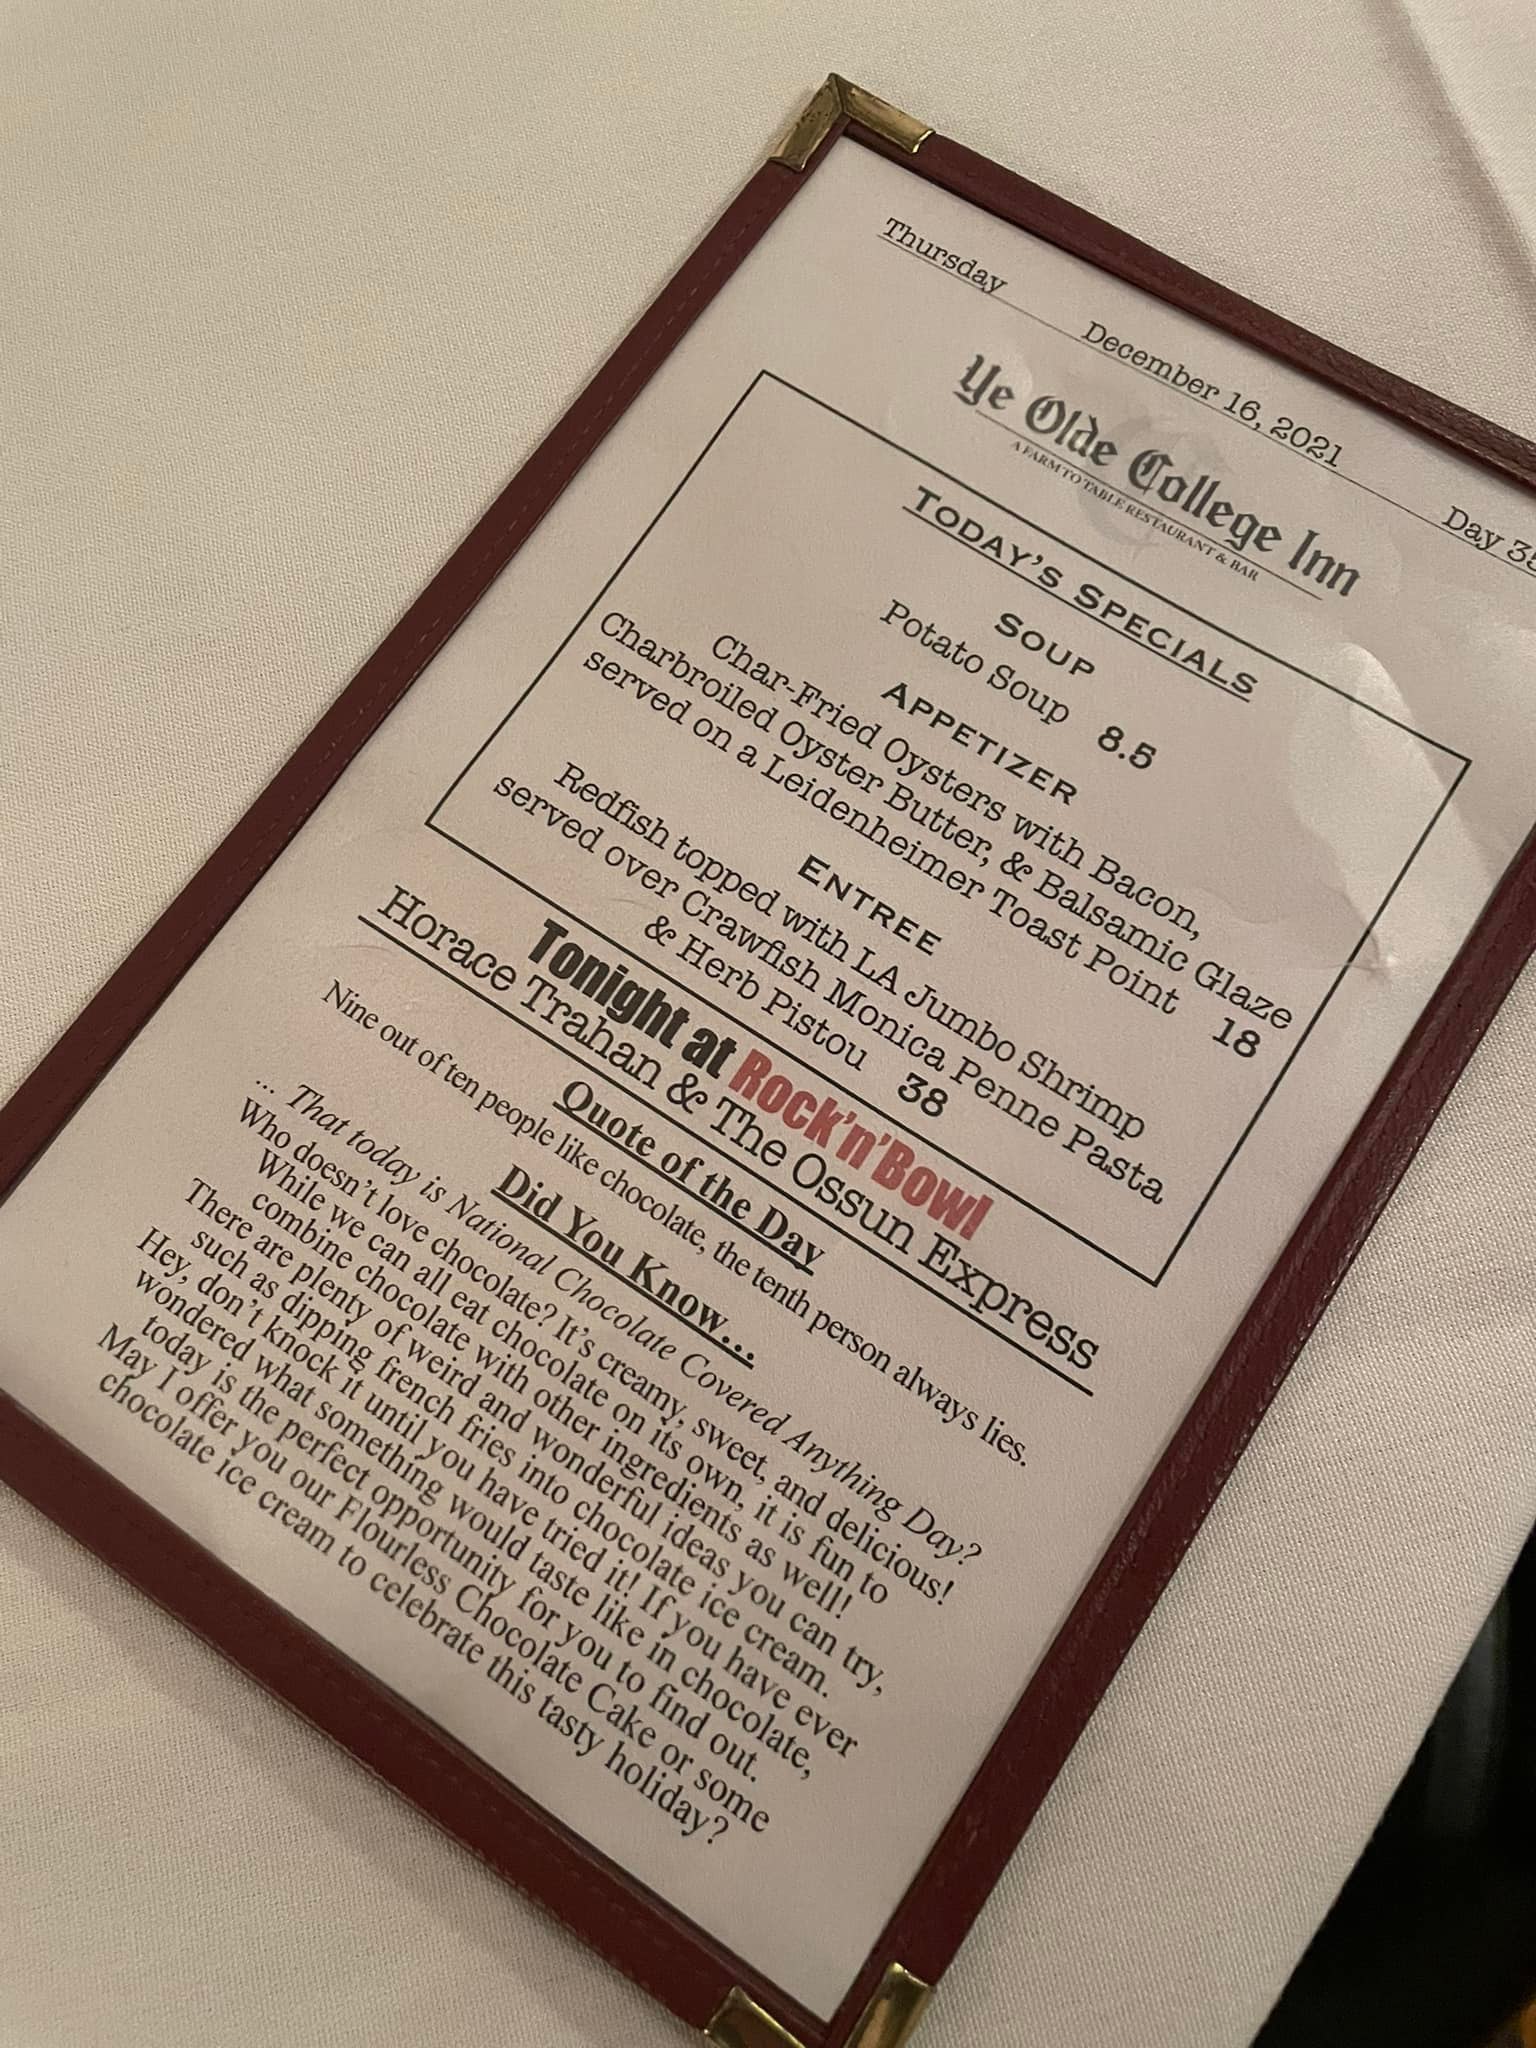 Thursday December 16, 2021 Day
Ye Olde College Inn
A FARM TO TABLE RESTAURANT & BAR
TODAY'S SPECIALS
SOUP
Potato Soup 8.5
APPETIZER
Char-Fried Oysters with Bacon,
Charbroiled Oyster Butter, & Balsamic Glaze
served on a Leidenheimer Toast Point 18
ENTREE
Redfish topped with LA Jumbo Shrimp
served over Crawfish Monica Penne Pasta
& Herb Pistou 38
Tonight at Rock'n'Bowl
Horace Trahan & The Ossun Express
Quote of the Day
Nine out of ten people like chocolate, the tenth person always lies.
Did You Know...
... That today is National Chocolate Covered Anything Day?
Who doesn't love chocolate? It's creamy, sweet, and delicious!
While we can all eat chocolate on its own, it is fun to
combine chocolate with other ingredients as well!
There are plenty of weird and wonderful ideas you can try,
such as dipping french fries into chocolate ice cream.
Hey, don't knock it until you have tried it! If you have ever
wondered what something would taste like in chocolate,
today is the perfect opportunity for you to find out.
May I offer you our Flourless Chocolate Cake or some
chocolate ice cream to celebrate this tasty holiday?